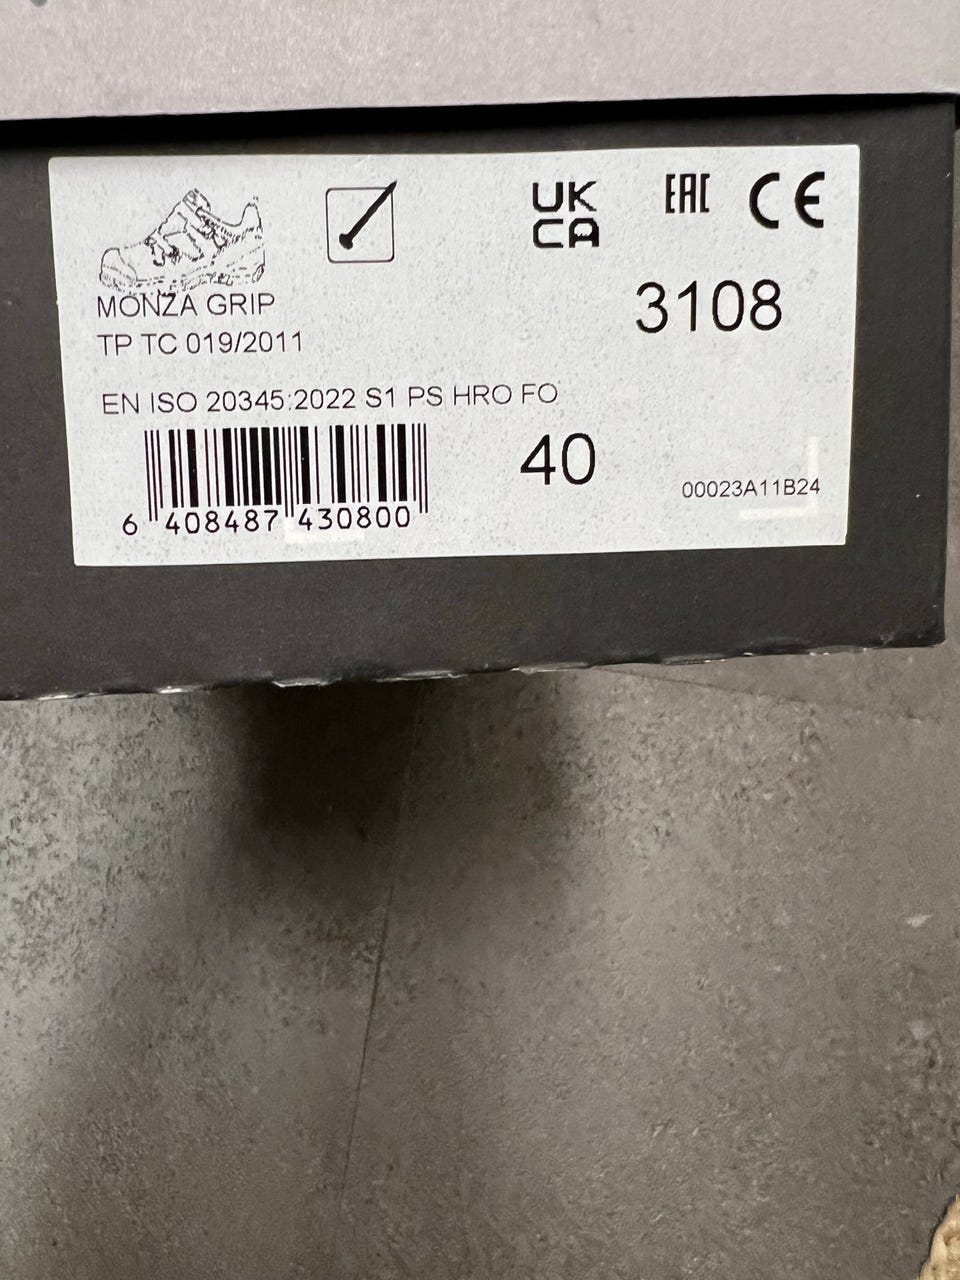 UK
CA
EAC
CE
MONZA GRIP
3108
TP TC 019/2011
EN ISO 20345:2022 S1 PS HRO FO
40
00023A11B24
6 408487 430800